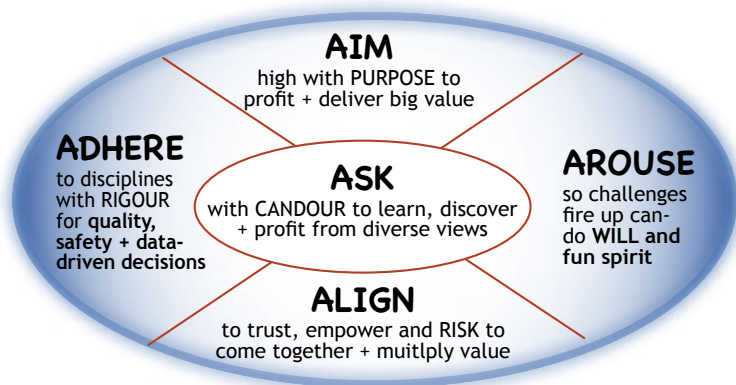 AIM
high with PURPOSE to
profit + deliver big value
ADHERE
to disciplines
with RIGOUR
for quality,
safety + data-
driven decisions
ASK
with CANDOUR to learn, discover
+ profit from diverse views
AROUSE
so challenges
fire up can-
do WILL and
fun spirit
ALIGN
to trust, empower and RISK to
come together + muitlply value